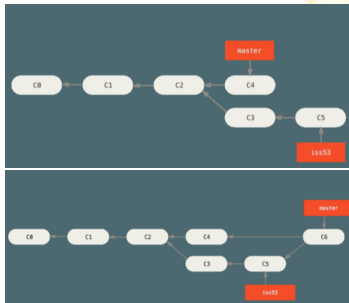 master
C0 C1 C2 C4
C3 C5
iss53
master
C0 C1 C2 C4 C6
C3 C5
iss53